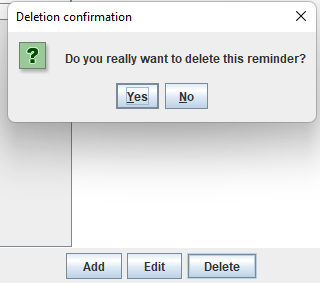 Deletion confirmation
?
Do you really want to delete this reminder?
Yes No
Add Edit Delete